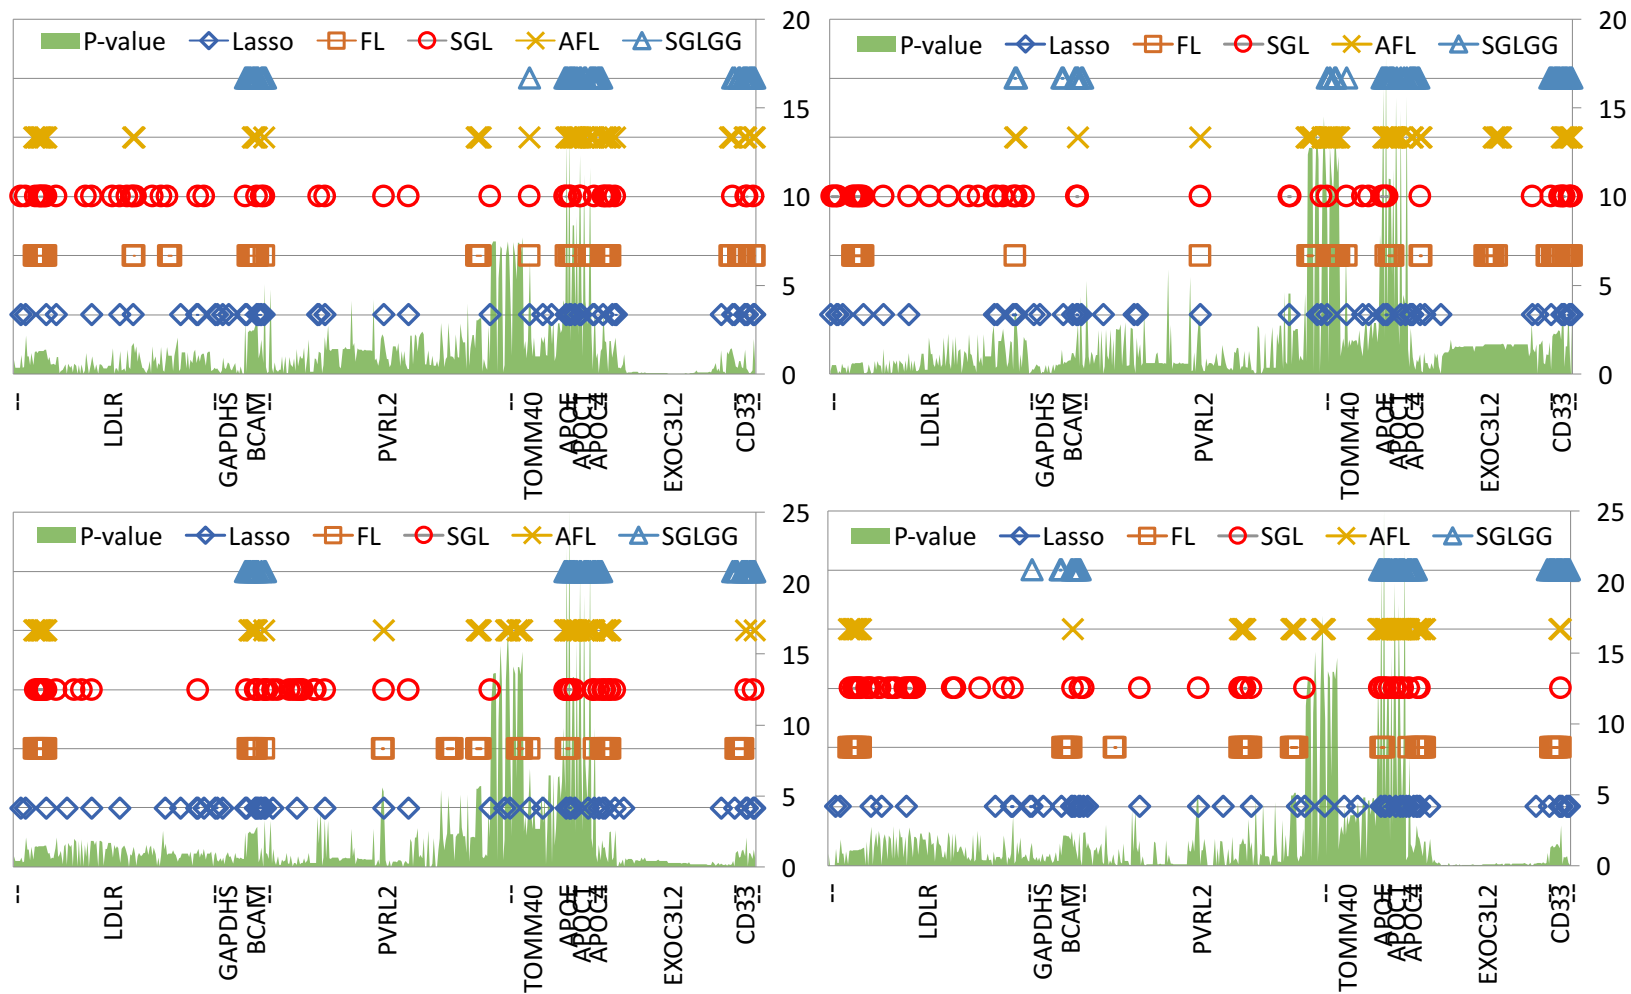 P-value Lasso FL SGL AFL SGLGG
20
15
10
5
0
-- LDLR -- GAPDHS BCAM -- PVRL2 -- TOMM40 APOE APOC1 APOC4 EXOC3L2 CD33 --
P-value Lasso FL SGL AFL SGLGG
20
15
10
5
0
-- LDLR -- GAPDHS BCAM -- PVRL2 -- TOMM40 APOE APOC1 APOC4 EXOC3L2 CD33 --
P-value Lasso FL SGL AFL SGLGG
25
20
15
10
5
0
-- LDLR -- GAPDHS BCAM -- PVRL2 -- TOMM40 APOE APOC1 APOC4 EXOC3L2 CD33 --
P-value Lasso FL SGL AFL SGLGG
25
20
15
10
5
0
-- LDLR -- GAPDHS BCAM -- PVRL2 -- TOMM40 APOE APOC1 APOC4 EXOC3L2 CD33 --